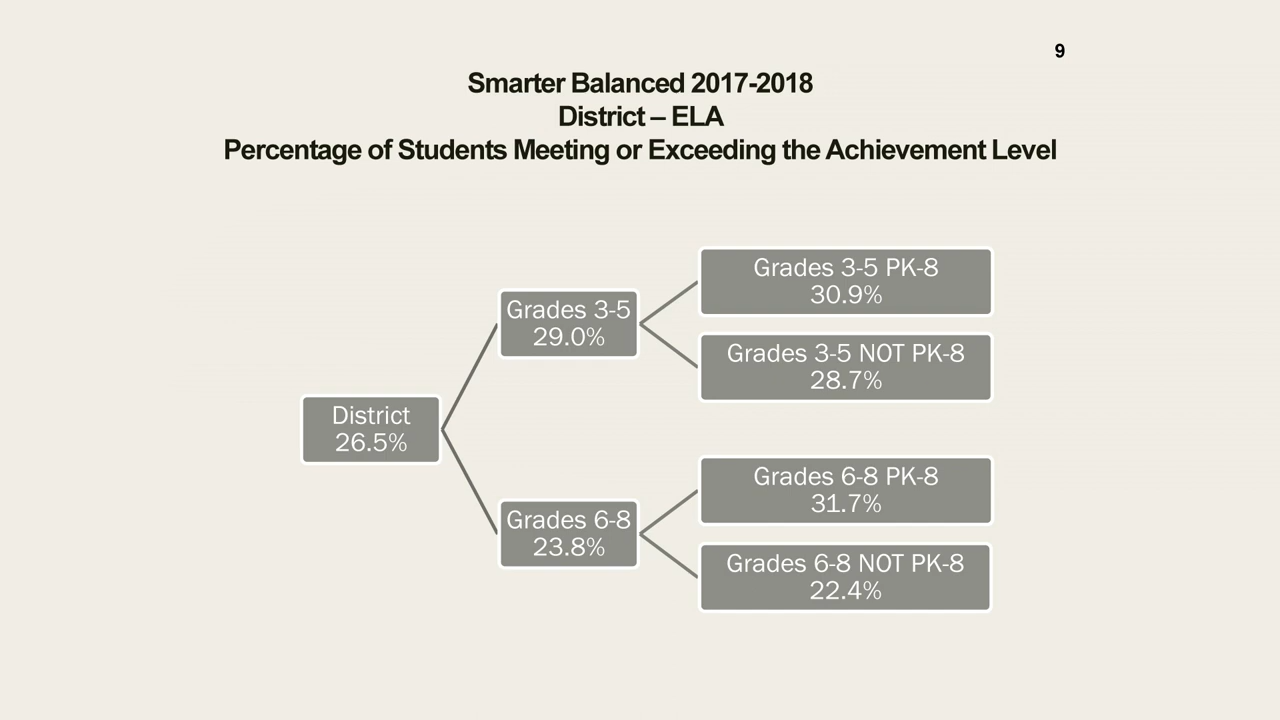 9
Smarter Balanced 2017-2018
District – ELA
Percentage of Students Meeting or Exceeding the Achievement Level
District
26.5%
Grades 3-5
29.0%
Grades 3-5 PK-8
30.9%
Grades 3-5 NOT PK-8
28.7%
Grades 6-8
23.8%
Grades 6-8 PK-8
31.7%
Grades 6-8 NOT PK-8
22.4%